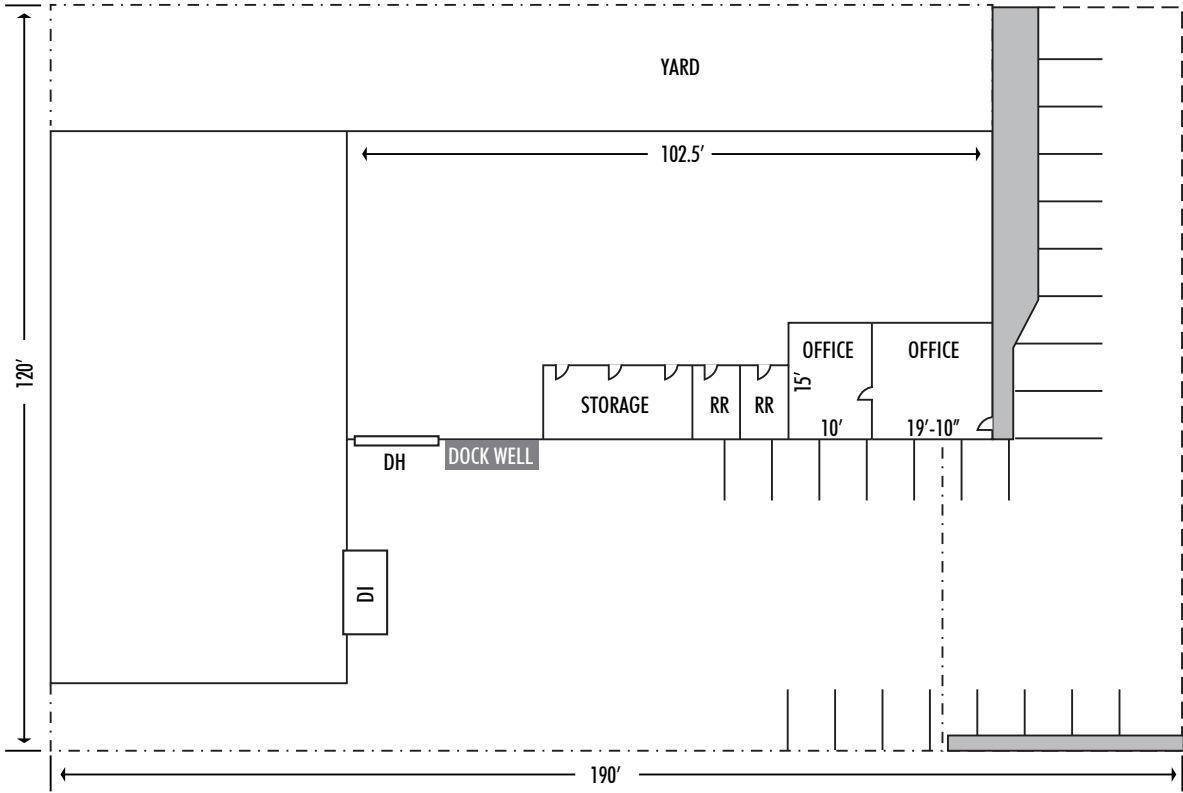 YARD
102.5’
120’
OFFICE
OFFICE
15’
STORAGE
RR
RR
10’
19’-10”
DH
DOCK WELL
DI
190’